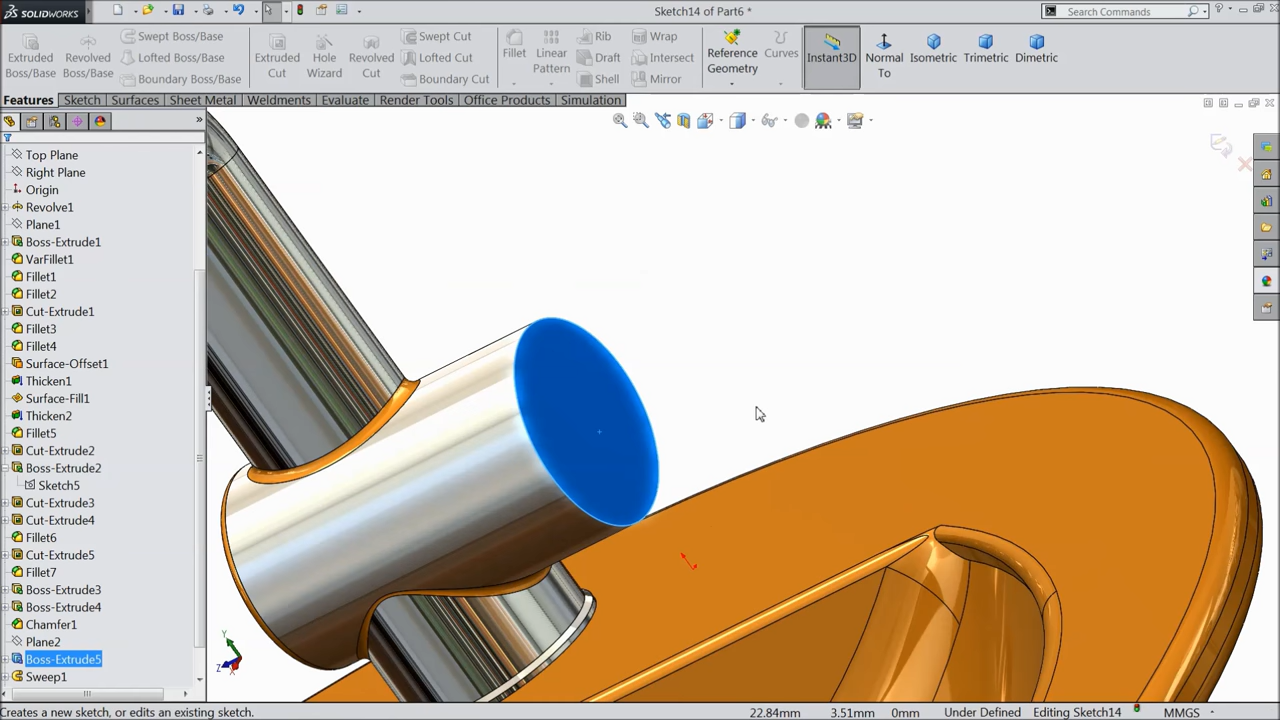 SOLIDWORKS
Sketch14 of Part6 *
Search Commands
Extruded Boss/Base
Revolved Boss/Base
Swept Boss/Base
Lofted Boss/Base
Boundary Boss/Base
Extruded Cut
Hole Wizard
Revolved Cut
Swept Cut
Lofted Cut
Boundary Cut
Fillet
Linear Pattern
Rib
Draft
Shell
Wrap
Intersect
Mirror
Reference Geometry
Curves
Instant3D
Normal To
Isometric
Trimetric
Dimetric
Features
Sketch
Surfaces
Sheet Metal
Weldments
Evaluate
Render Tools
Office Products
Simulation
Top Plane
Right Plane
Origin
Revolve1
Plane1
Boss-Extrude1
VarFillet1
Fillet1
Fillet2
Cut-Extrude1
Fillet3
Fillet4
Surface-Offset1
Thicken1
Surface-Fill1
Thicken2
Fillet5
Cut-Extrude2
Boss-Extrude2
Sketch5
Cut-Extrude3
Cut-Extrude4
Fillet6
Cut-Extrude5
Fillet7
Boss-Extrude3
Boss-Extrude4
Chamfer1
Plane2
Boss-Extrude5
Sweep1
Y
Z
X
Creates a new sketch, or edits an existing sketch.
22.84mm
3.51mm
0mm
Under Defined
Editing Sketch14
MMGS